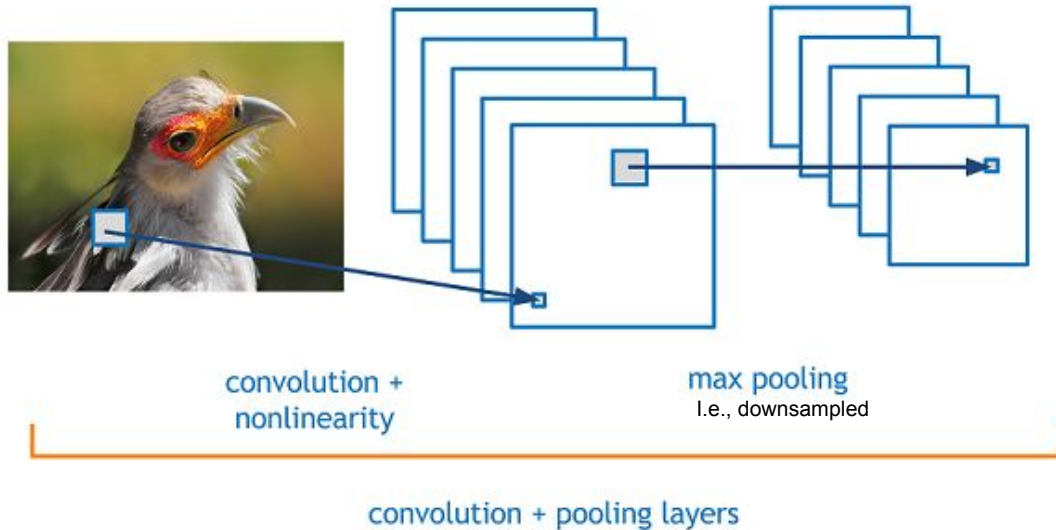 convolution +
nonlinearity
max pooling
I.e., downsampled
convolution + pooling layers